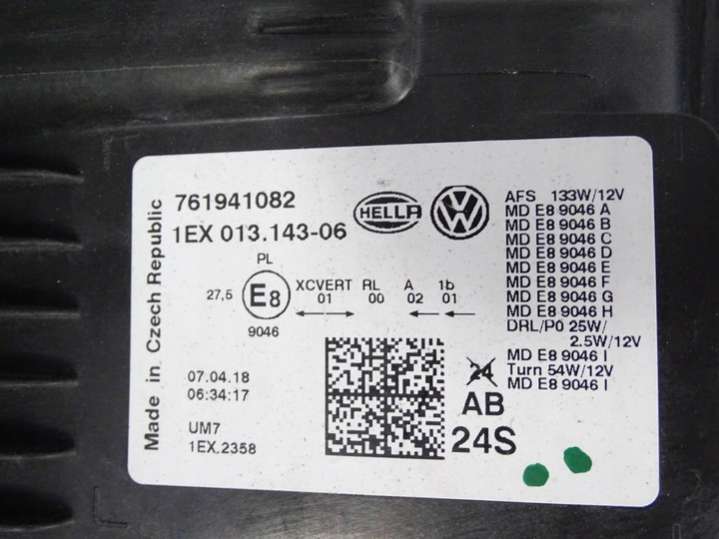 Made in Czech Republic
761941082
1EX 013.143-06
HELLA
VW
PL
27,5
E8
9046
XCVERT RL A 1b
01 00 02 01
07.04.18
06:34:17
UM7
1EX.2358
24
AB
24S
AFS 133W/12V
MD E8 9046 A
MD E8 9046 B
MD E8 9046 C
MD E8 9046 D
MD E8 9046 E
MD E8 9046 F
MD E8 9046 G
MD E8 9046 H
DRL/P0 25W/
2.5W/12V
MD E8 9046 I
Turn 54W/12V
MD E8 9046 I